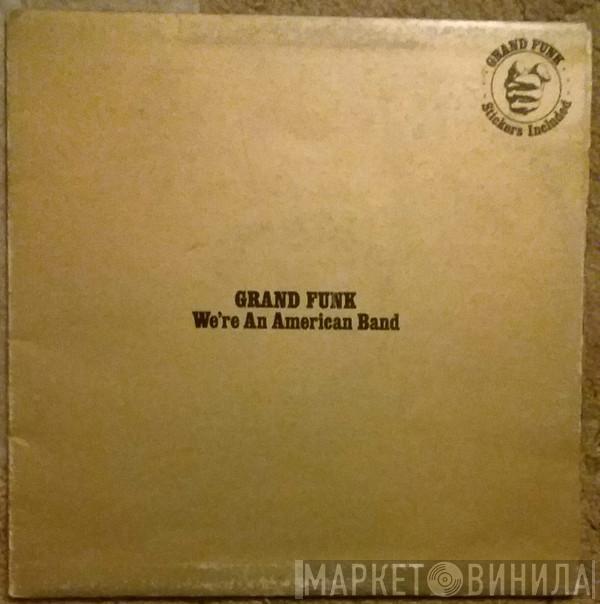 GRAND FUNK
Stickers Included
GRAND FUNK
We're An American Band
МАРКЕТ ВИНИЛА